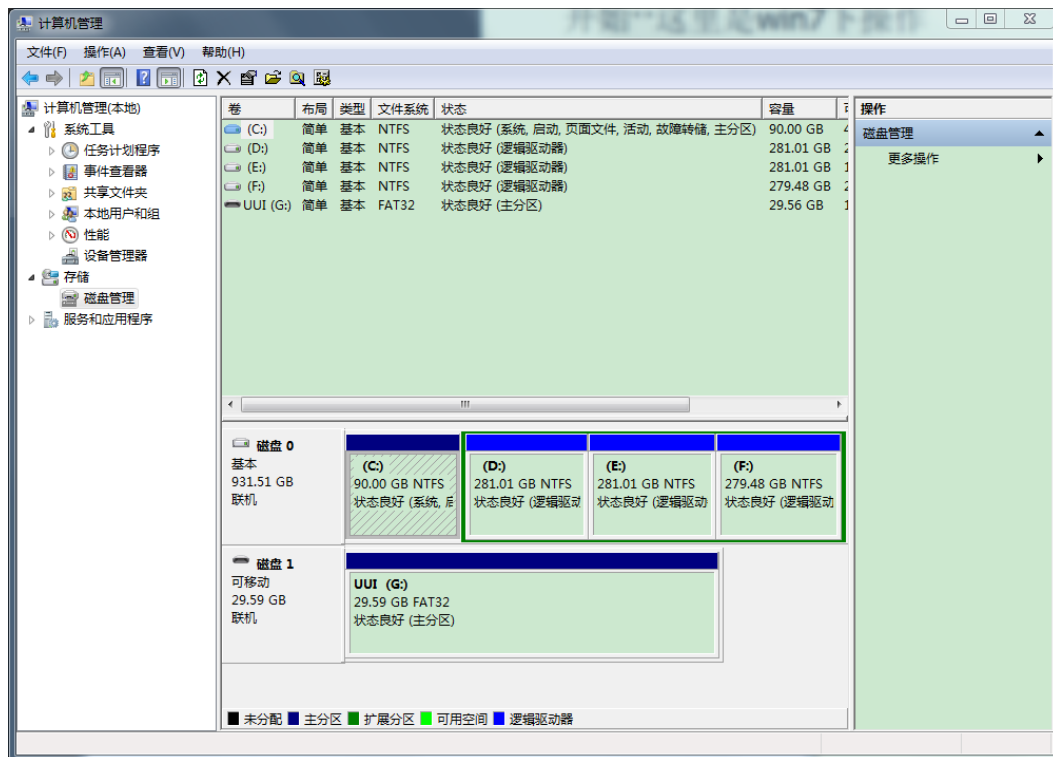 计算机管理
开始**这里是win7下操作
文件(F) 操作(A) 查看(V) 帮助(H)
计算机管理(本地)
系统工具
任务计划程序
事件查看器
共享文件夹
本地用户和组
性能
设备管理器
存储
磁盘管理
服务和应用程序
卷 布局 类型 文件系统 状态 容量
(C:) 简单 基本 NTFS 状态良好 (系统, 启动, 页面文件, 活动, 故障转储, 主分区) 90.00 GB
(D:) 简单 基本 NTFS 状态良好 (逻辑驱动器) 281.01 GB
(E:) 简单 基本 NTFS 状态良好 (逻辑驱动器) 281.01 GB
(F:) 简单 基本 NTFS 状态良好 (逻辑驱动器) 279.48 GB
UUI (G:) 简单 基本 FAT32 状态良好 (主分区) 29.56 GB
操作
磁盘管理
更多操作
磁盘 0
基本
931.51 GB
联机
(C:)
90.00 GB NTFS
状态良好 (系统, 启
(D:)
281.01 GB NTFS
状态良好 (逻辑驱动
(E:)
281.01 GB NTFS
状态良好 (逻辑驱动
(F:)
279.48 GB NTFS
状态良好 (逻辑驱动
磁盘 1
可移动
29.59 GB
联机
UUI (G:)
29.59 GB FAT32
状态良好 (主分区)
未分配 主分区 扩展分区 可用空间 逻辑驱动器